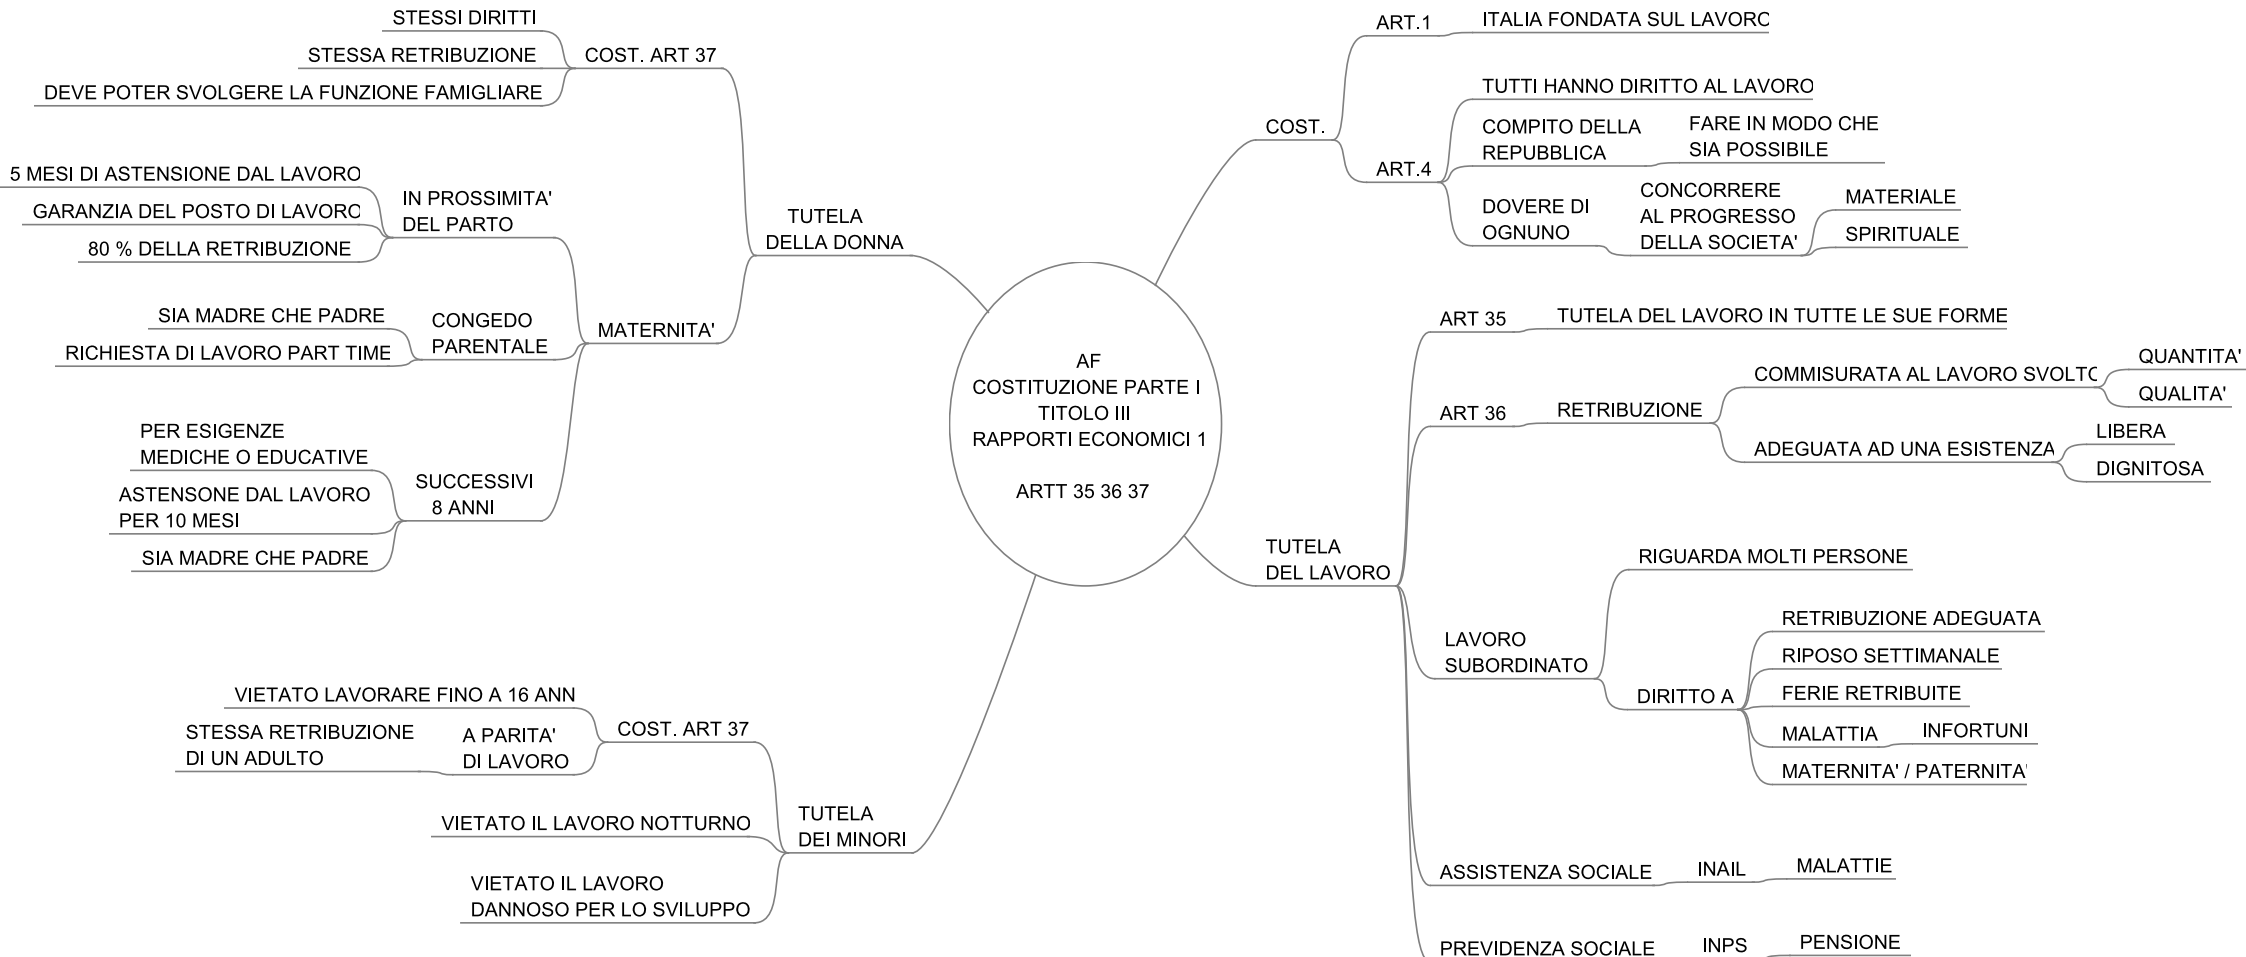 AF
COSTITUZIONE PARTE I
TITOLO III
RAPPORTI ECONOMICI 1
ARTT 35 36 37
COST.
ART.1
ITALIA FONDATA SUL LAVORO
ART.4
TUTTI HANNO DIRITTO AL LAVORO
COMPITO DELLA
REPUBBLICA
FARE IN MODO CHE
SIA POSSIBILE
DOVERE DI
OGNUNO
CONCORRERE
AL PROGRESSO
DELLA SOCIETA'
MATERIALE
SPIRITUALE
TUTELA
DEL LAVORO
ART 35
TUTELA DEL LAVORO IN TUTTE LE SUE FORME
ART 36
RETRIBUZIONE
COMMISURATA AL LAVORO SVOLTO
QUANTITA'
QUALITA'
ADEGUATA AD UNA ESISTENZA
LIBERA
DIGNITOSA
LAVORO
SUBORDINATO
RIGUARDA MOLTI PERSONE
DIRITTO A
RETRIBUZIONE ADEGUATA
RIPOSO SETTIMANALE
FERIE RETRIBUITE
MALATTIA
INFORTUNI
MATERNITA' / PATERNITA'
ASSISTENZA SOCIALE
INAIL
MALATTIE
PREVIDENZA SOCIALE
INPS
PENSIONE
TUTELA
DELLA DONNA
COST. ART 37
STESSI DIRITTI
STESSA RETRIBUZIONE
DEVE POTER SVOLGERE LA FUNZIONE FAMIGLIARE
MATERNITA'
IN PROSSIMITA'
DEL PARTO
5 MESI DI ASTENSIONE DAL LAVORO
GARANZIA DEL POSTO DI LAVORO
80 % DELLA RETRIBUZIONE
CONGEDO
PARENTALE
SIA MADRE CHE PADRE
RICHIESTA DI LAVORO PART TIME
SUCCESSIVI
8 ANNI
PER ESIGENZE
MEDICHE O EDUCATIVE
ASTENSONE DAL LAVORO
PER 10 MESI
SIA MADRE CHE PADRE
TUTELA
DEI MINORI
COST. ART 37
VIETATO LAVORARE FINO A 16 ANN
A PARITA'
DI LAVORO
STESSA RETRIBUZIONE
DI UN ADULTO
VIETATO IL LAVORO NOTTURNO
VIETATO IL LAVORO
DANNOSO PER LO SVILUPPO